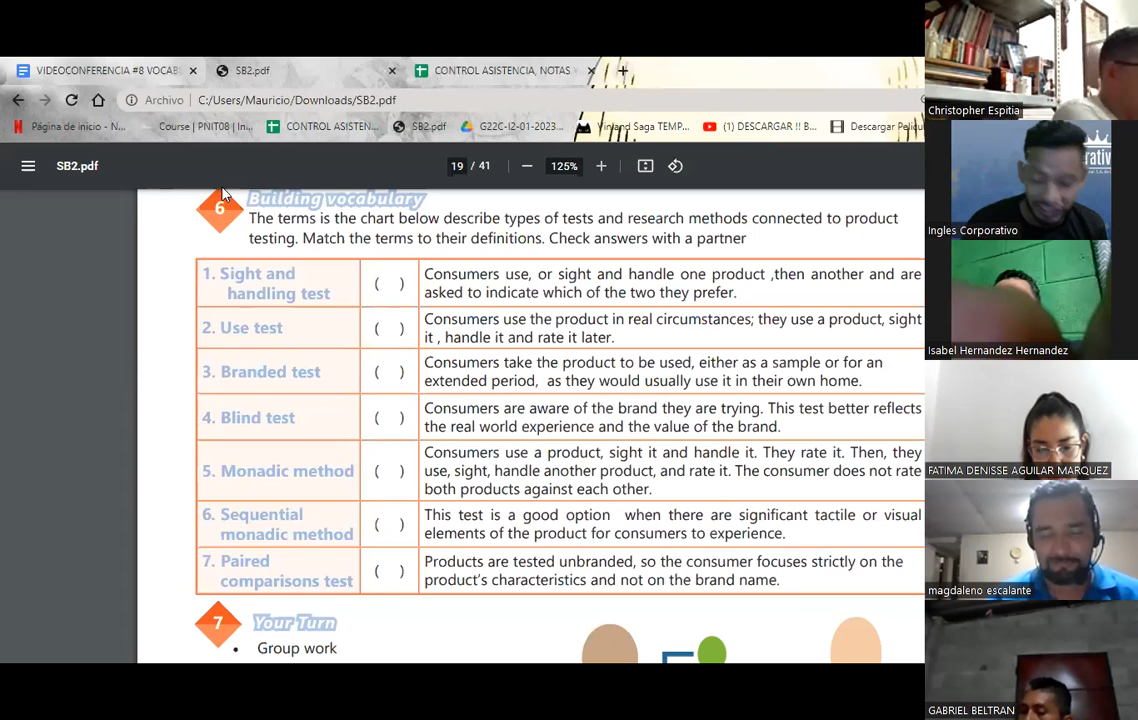 VIDEOCONFERENCIA #8 VOCAB
SB2.pdf
CONTROL ASISTENCIA, NOTAS
Archivo
C:/Users/Mauricio/Downloads/SB2.pdf
Página de inicio - N...
Course | PNIT08 | In...
CONTROL ASISTEN...
SB2.pdf
G22C-I2-01-2023...
Vinland Saga TEMP...
(1) DESCARGAR !! B...
Descargar Pelicu
SB2.pdf
19 / 41
125%
6 Building vocabulary
The terms is the chart below describe types of tests and research methods connected to product
testing. Match the terms to their definitions. Check answers with a partner
1. Sight and
handling test
( )
Consumers use, or sight and handle one product ,then another and are
asked to indicate which of the two they prefer.
2. Use test
( )
Consumers use the product in real circumstances; they use a product, sight
it , handle it and rate it later.
3. Branded test
( )
Consumers take the product to be used, either as a sample or for an
extended period, as they would usually use it in their own home.
4. Blind test
( )
Consumers are aware of the brand they are trying. This test better reflects
the real world experience and the value of the brand.
5. Monadic method
( )
Consumers use a product, sight it and handle it. They rate it. Then, they
use, sight, handle another product, and rate it. The consumer does not rate
both products against each other.
6. Sequential
monadic method
( )
This test is a good option when there are significant tactile or visual
elements of the product for consumers to experience.
7. Paired
comparisons test
( )
Products are tested unbranded, so the consumer focuses strictly on the
product's characteristics and not on the brand name.
7 Your Turn
• Group work
Christopher Espitia
Ingles Corporativo
Isabel Hernandez Hernandez
FATIMA DENISSE AGUILAR MARQUEZ
magdaleno escalante
GABRIEL BELTRAN